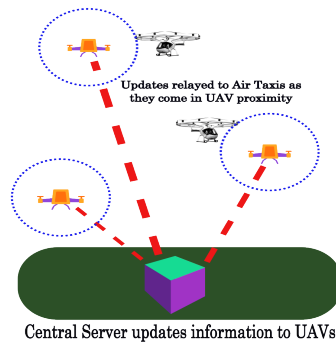 Updates relayed to Air Taxis as
they come in UAV proximity
Central Server updates information to UAVs